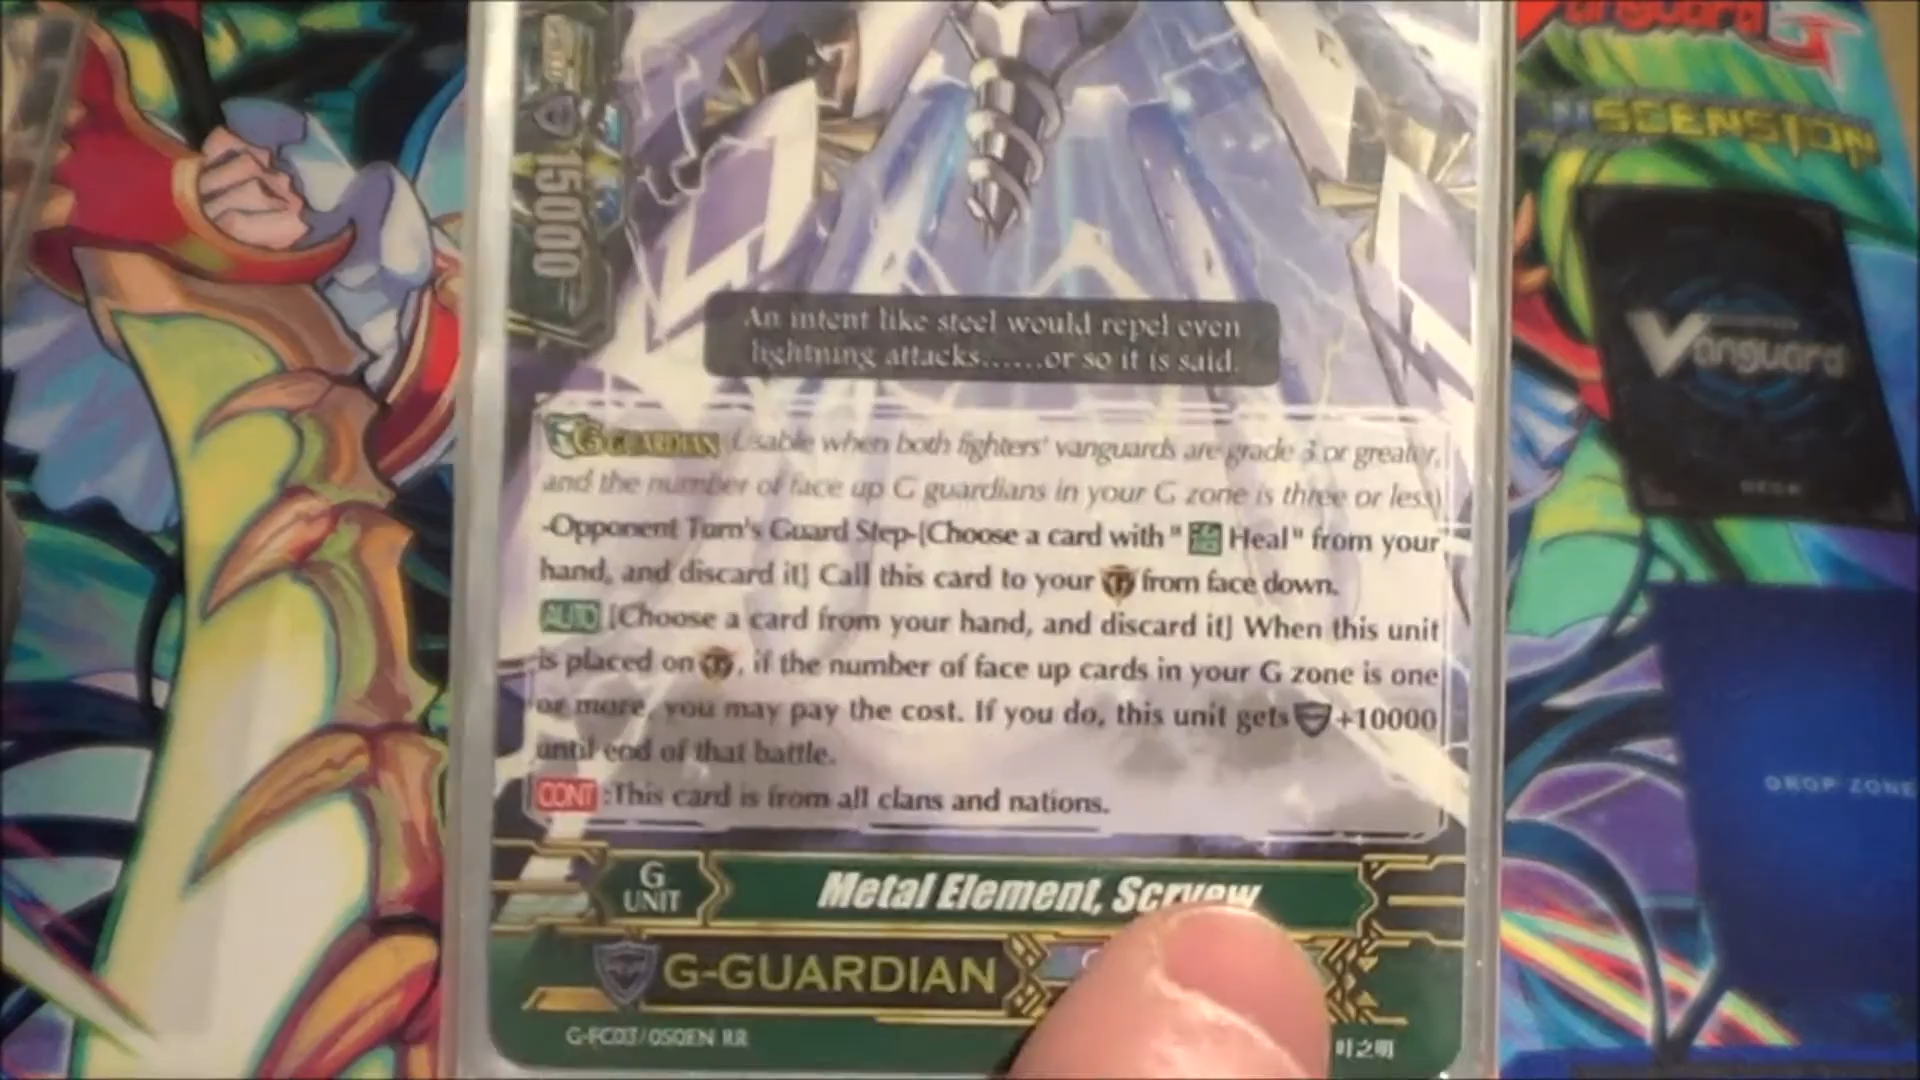 Vanguard G
SCENSION
15000
An intent like steel would repel even
lightning attacks......or so it is said.
G GUARDIAN (Usable when both fighters' vanguards are grade 3 or greater,
and the number of face up G guardians in your G zone is three or less)
-Opponent Turn's Guard Step-[Choose a card with " Heal" from your
hand, and discard it] Call this card to your from face down.
AUTO [Choose a card from your hand, and discard it] When this unit
is placed on , if the number of face up cards in your G zone is one
or more, you may pay the cost. If you do, this unit gets +10000
until end of that battle.
CONT :This card is from all clans and nations.
G
UNIT
Metal Element, Scryew
G-GUARDIAN
G-FC03/050EN RR
叶之明
Vanguard
DECK
DROP ZONE